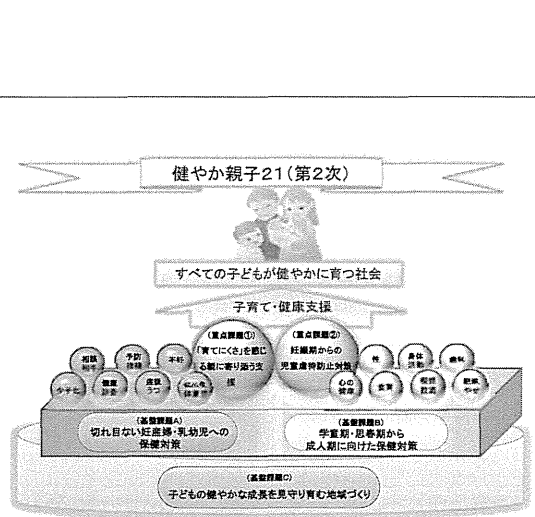 健やか親子21(第2次)
すべての子どもが健やかに育つ社会
子育て・健康支援
(重点課題①)
「育てにくさ」を感じ
る親に寄り添う支
援
(重点課題②)
妊娠期からの
児童虐待防止対策
相談
相手
予防
接種
不妊
少子化
健康
診査
産後
うつ
低出生
体重児
性
身体
活動
歯科
心の
健康
食育
喫煙
飲酒
肥満
やせ
(基盤課題A)
切れ目ない妊産婦・乳幼児への
保健対策
(基盤課題B)
学童期・思春期から
成人期に向けた保健対策
(基盤課題C)
子どもの健やかな成長を見守り育む地域づくり